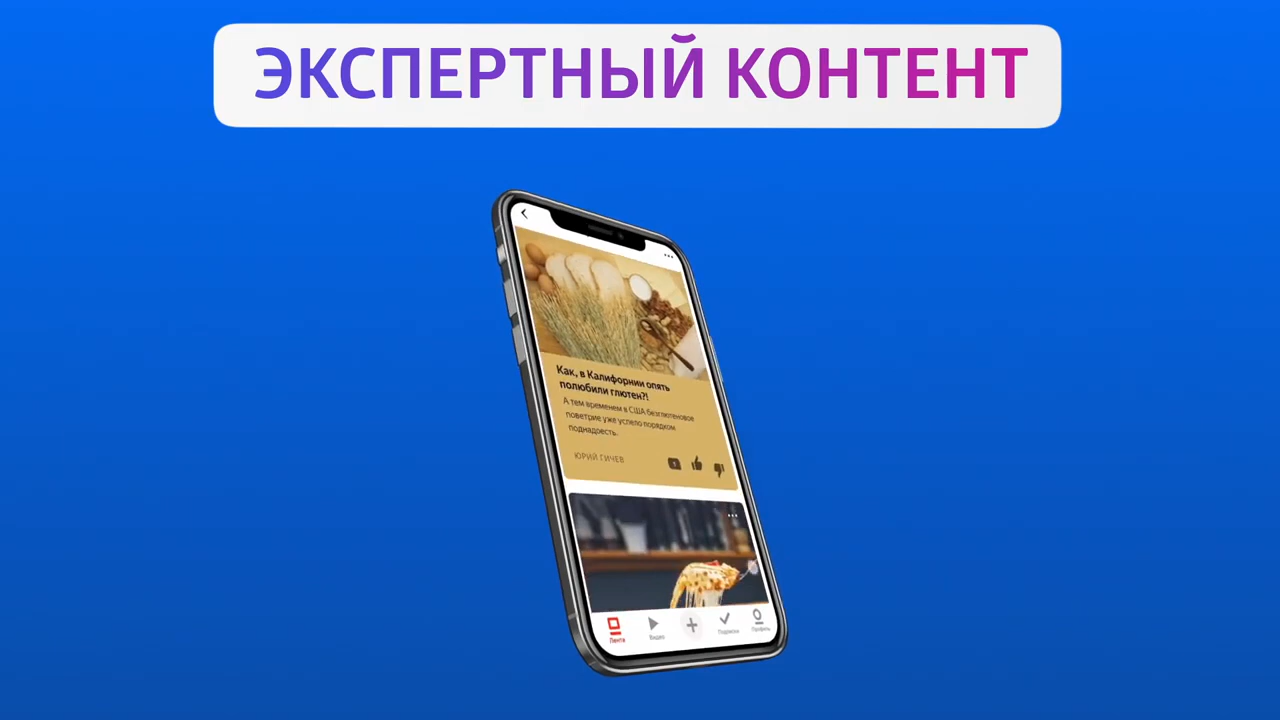 ЭКСПЕРТНЫЙ КОНТЕНТ
Как, в Калифорнии опять
полюбили глютен?!
А тем временем в США безглютеновое
поветрие уже успело порядком
поднадоесть.
ЮРИЙ ГИЧЕВ
Лента Видео Подписки Профиль